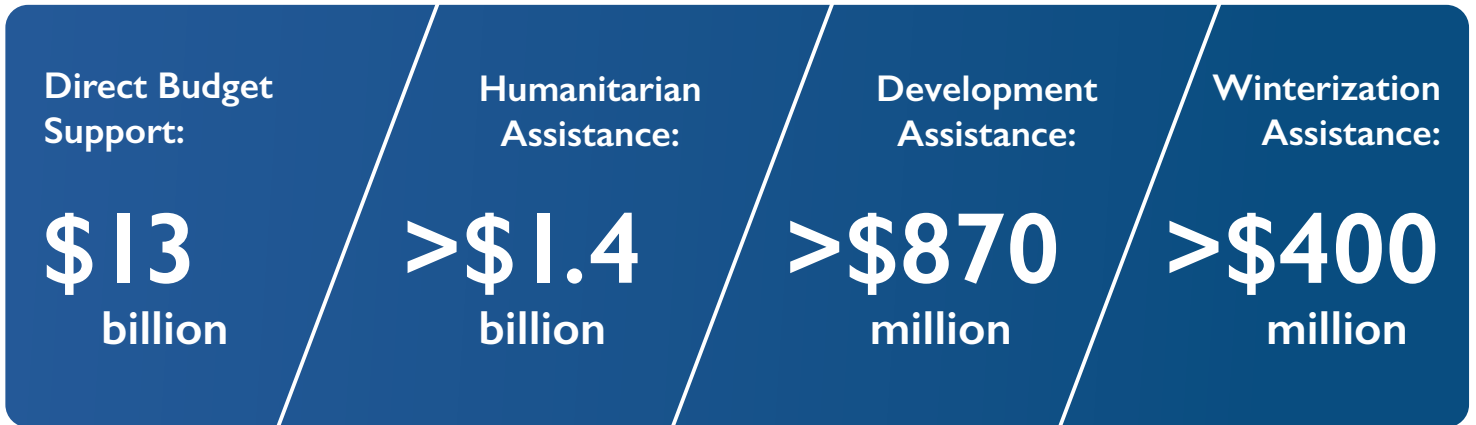 Direct Budget
Support:
$13
billion
Humanitarian
Assistance:
>$1.4
billion
Development
Assistance:
>$870
million
Winterization
Assistance:
>$400
million